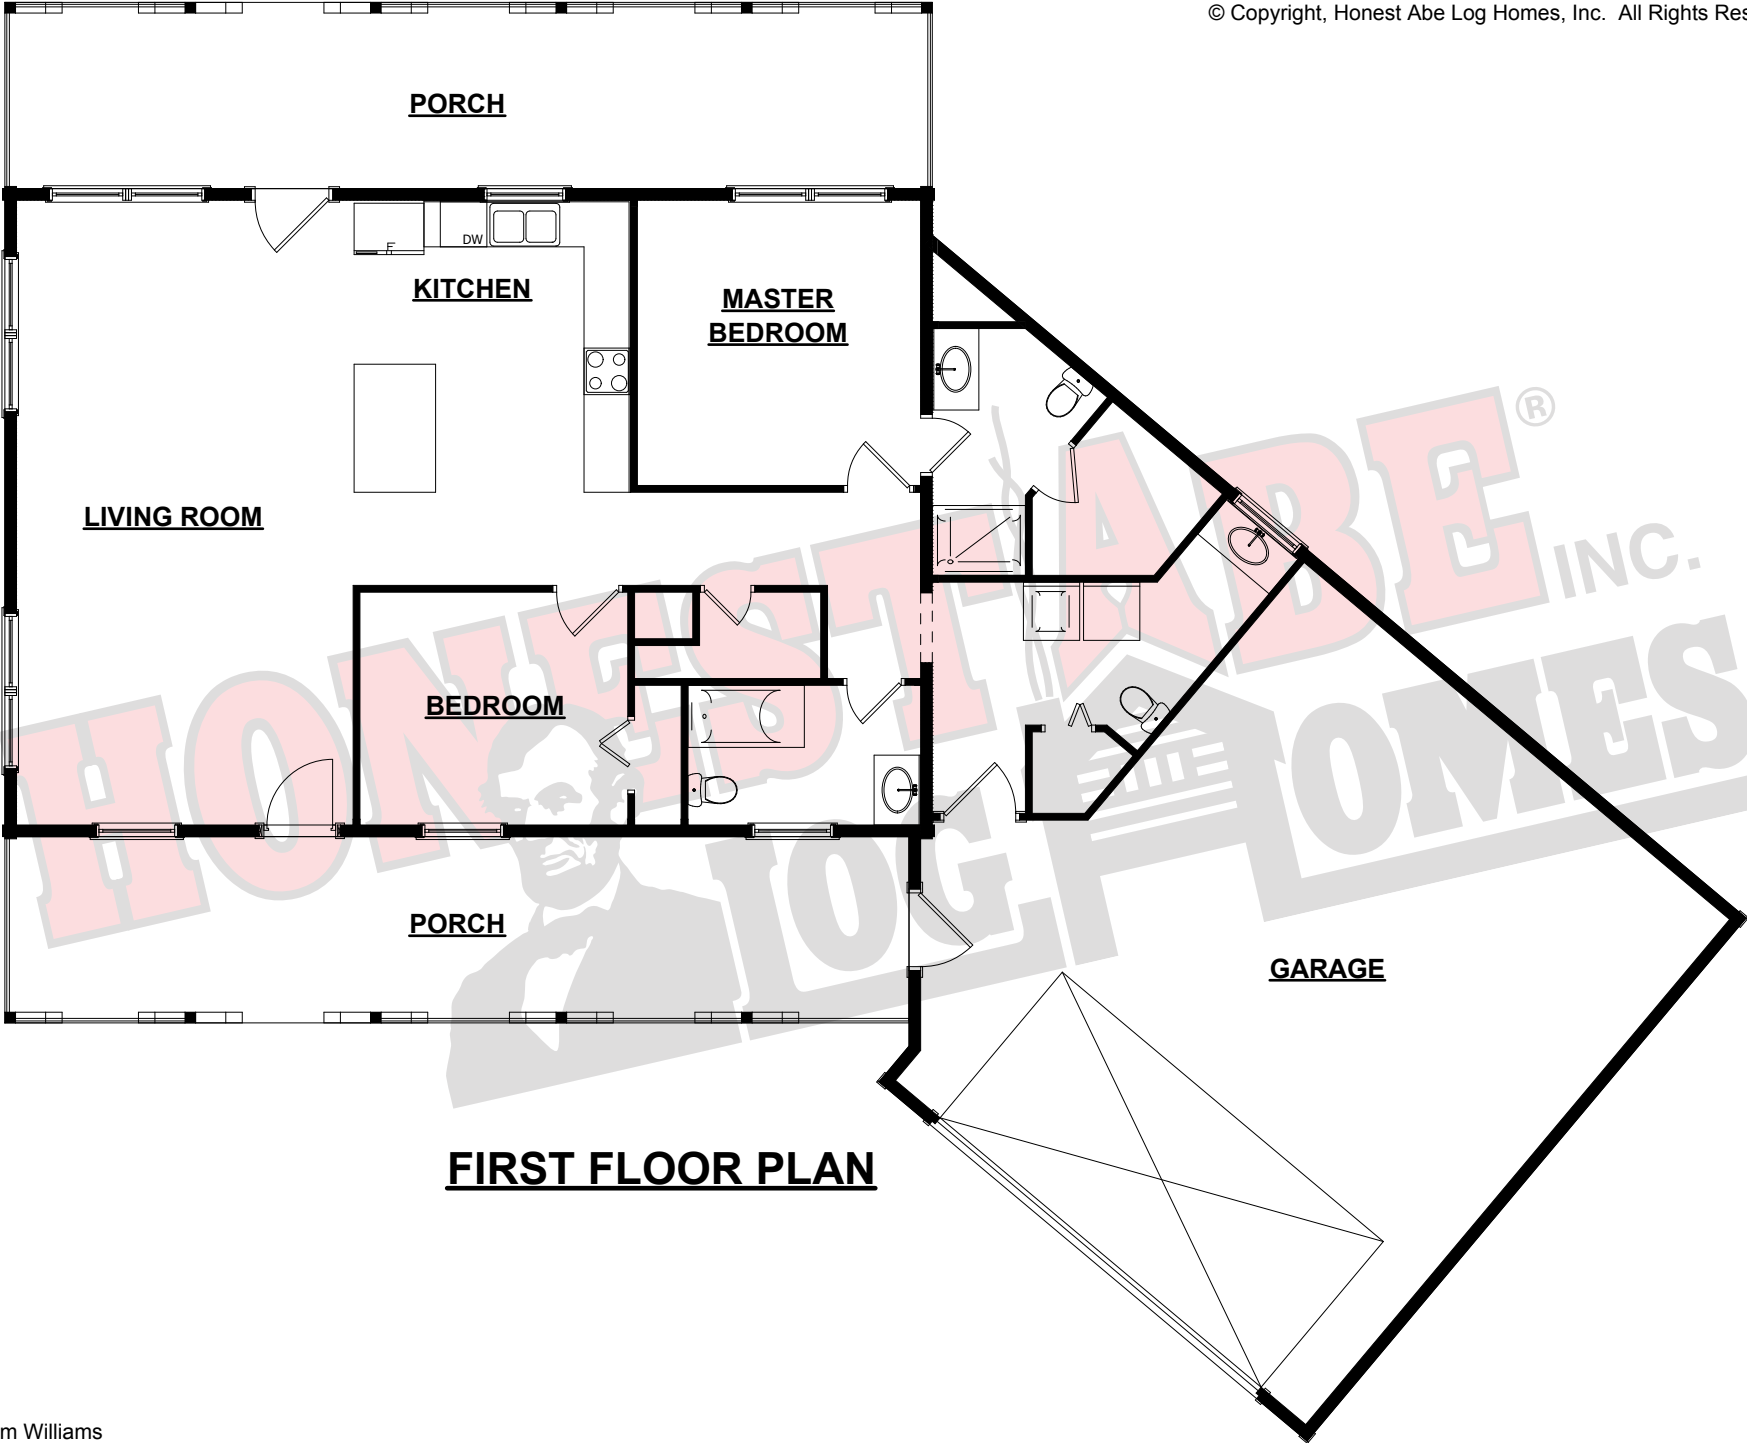 © Copyright, Honest Abe Log Homes, Inc. All Rights Res
PORCH
DW
F
KITCHEN
MASTER
BEDROOM
LIVING ROOM
HONEST ABE®
LOG HOMES INC.
BEDROOM
PORCH
GARAGE
FIRST FLOOR PLAN
m Williams